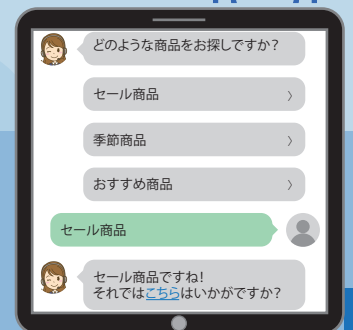 どのような商品をお探しですか?
セール商品 〉
季節商品 〉
おすすめ商品 〉
セール商品
セール商品ですね!
それではこちらはいかがですか?